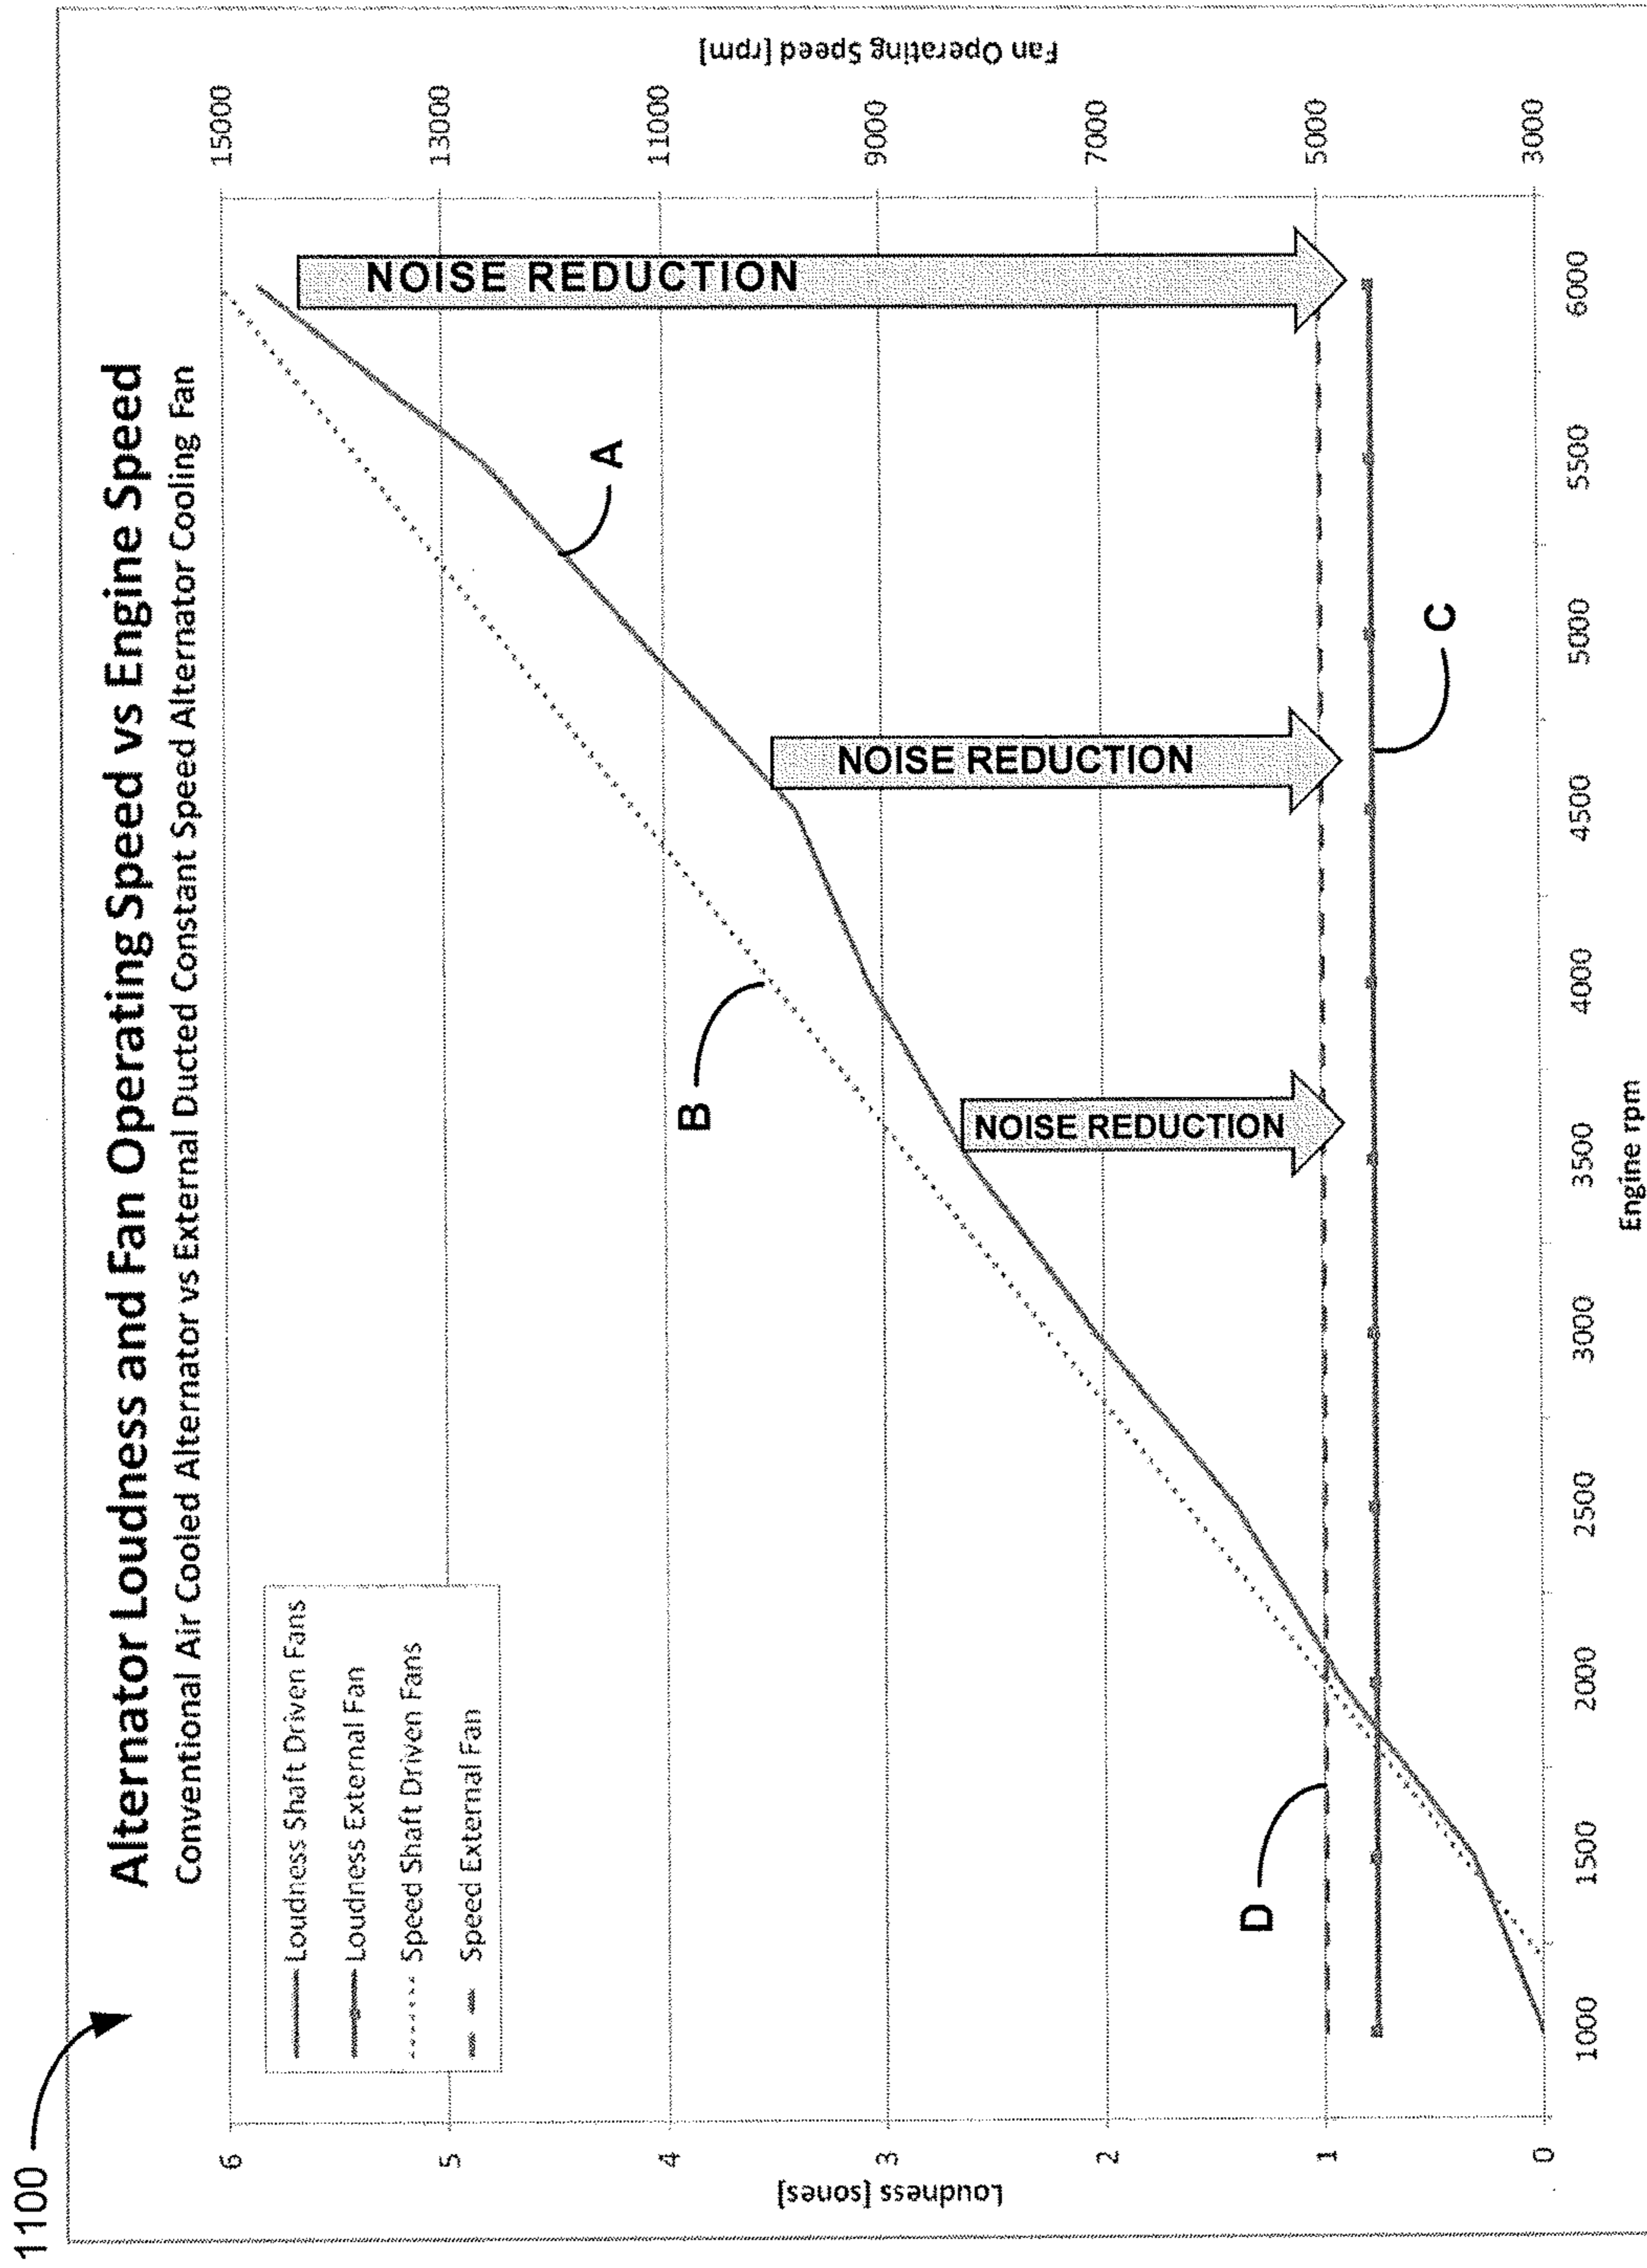 1100
Alternator Loudness and Fan Operating Speed vs Engine Speed
Conventional Air Cooled Alternator vs External Ducted Constant Speed Alternator Cooling Fan
Loudness Shaft Driven Fans
Loudness External Fan
Speed Shaft Driven Fans
Speed External Fan
Loudness [sones]
6
5
4
3
2
1
0
Fan Operating Speed [rpm]
15000
13000
11000
9000
7000
5000
3000
A
B
C
D
NOISE REDUCTION
NOISE REDUCTION
NOISE REDUCTION
1000 1500 2000 2500 3000 3500 4000 4500 5000 5500 6000
Engine rpm